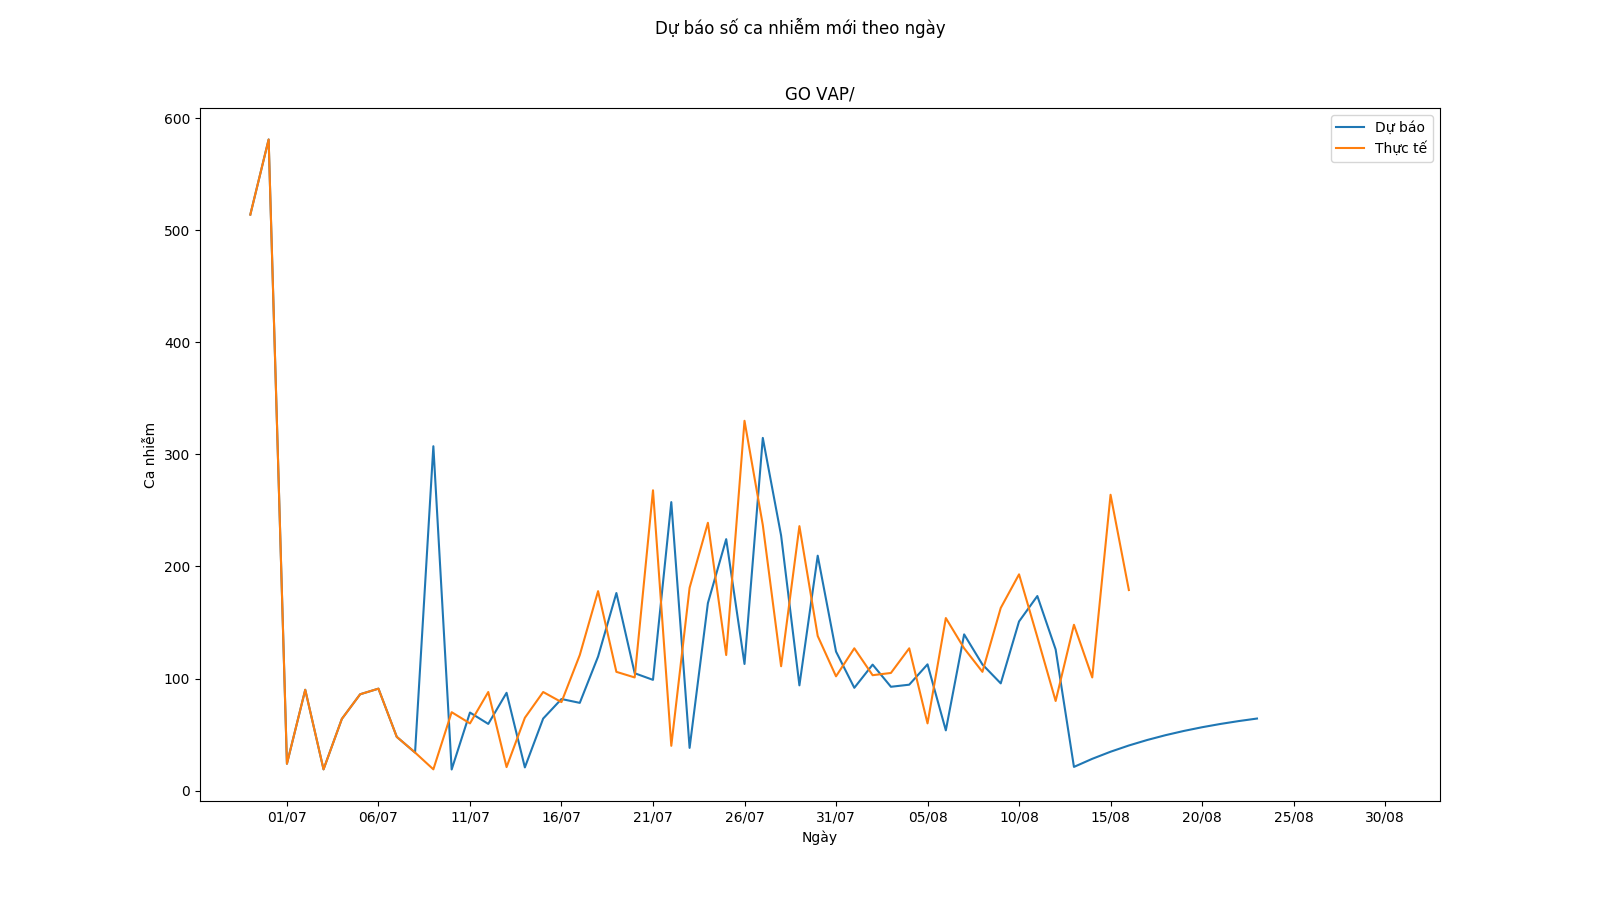 Dự báo số ca nhiễm mới theo ngày
GO VAP/
Dự báo
Thực tế
600
500
400
300
200
100
0
Ca nhiễm
01/07 06/07 11/07 16/07 21/07 26/07 31/07 05/08 10/08 15/08 20/08 25/08 30/08
Ngày